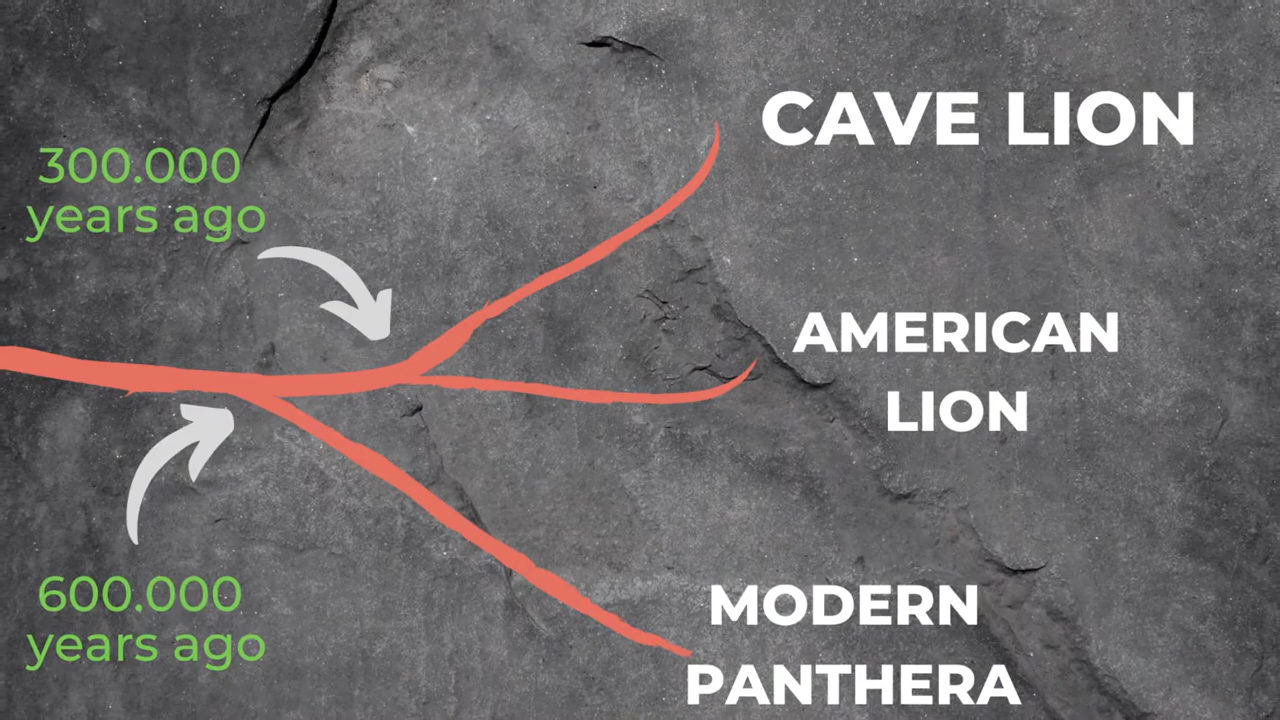 CAVE LION
300.000
years ago
AMERICAN
LION
600.000
years ago
MODERN
PANTHERA